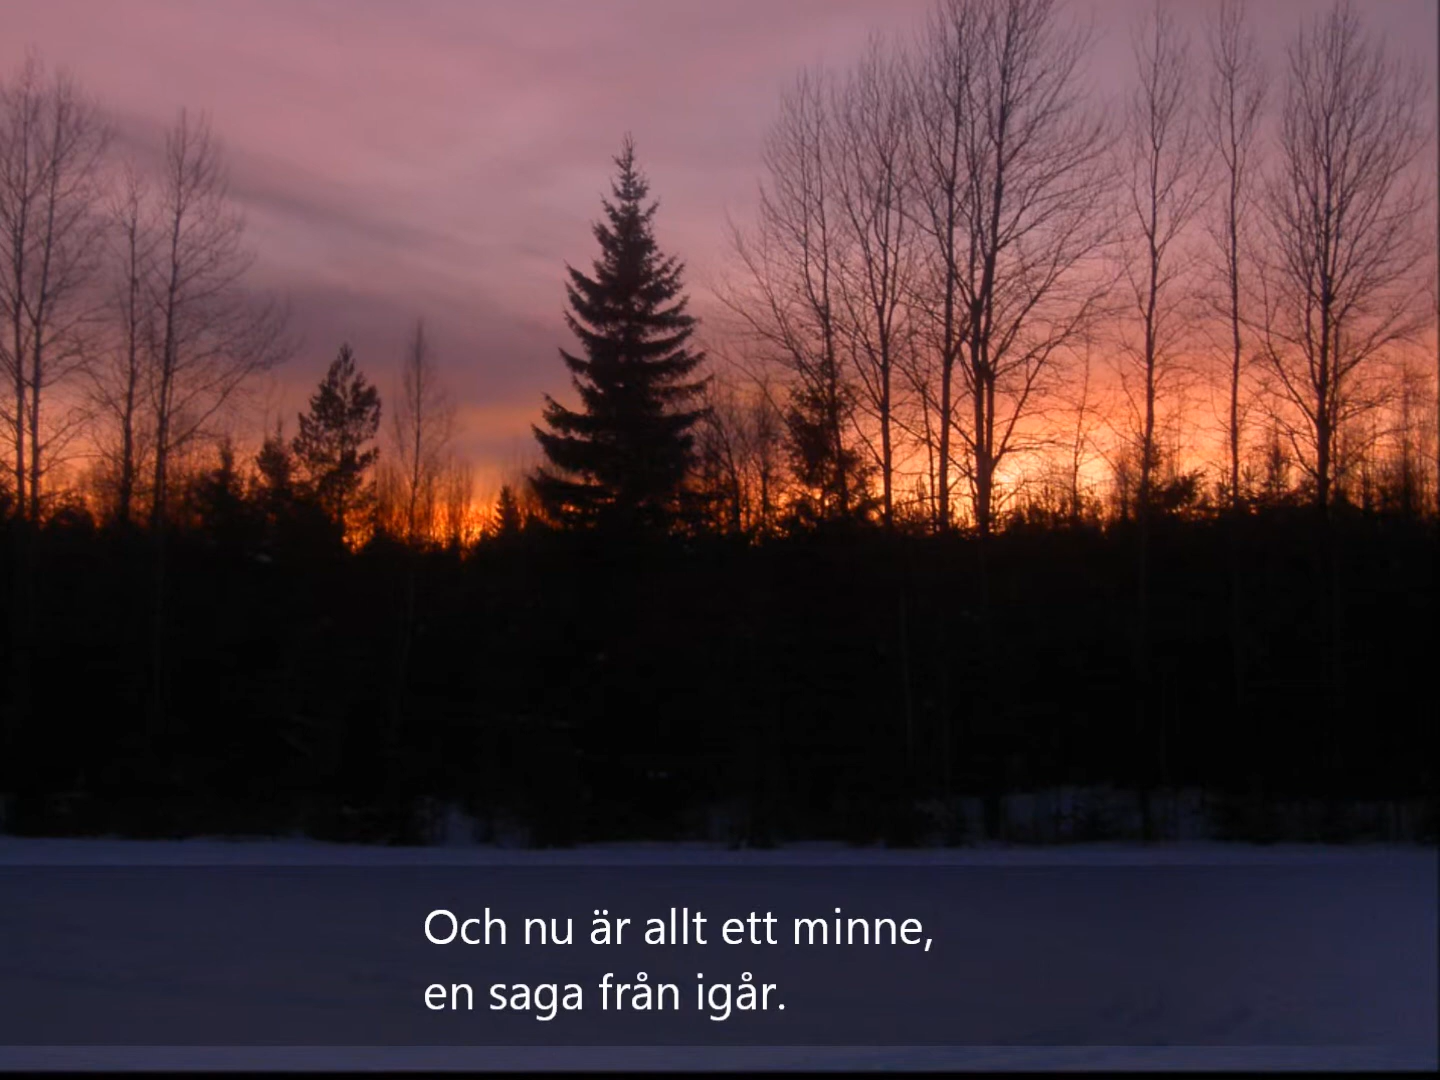 Och nu är allt ett minne,
en saga från igår.